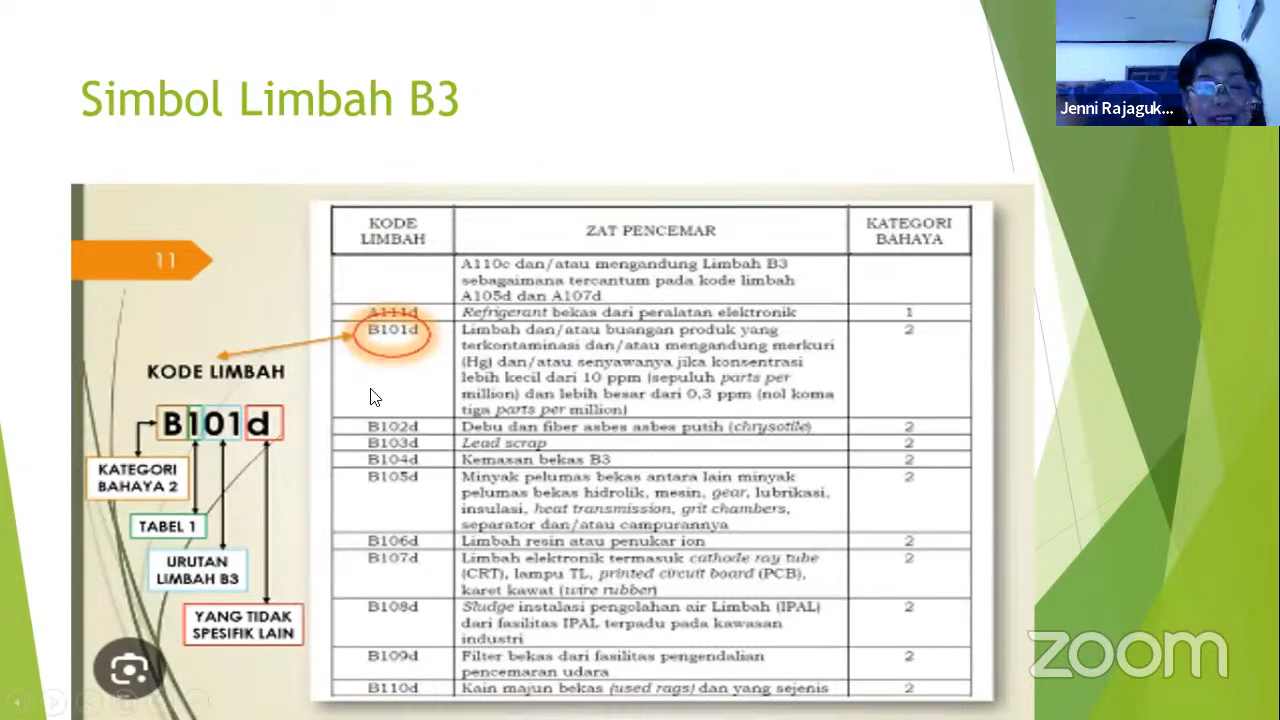 Simbol Limbah B3
Jenni Rajaguk...
11
KODE LIMBAH
B101d
KATEGORI
BAHAYA 2
TABEL 1
URUTAN
LIMBAH B3
YANG TIDAK
SPESIFIK LAIN
KODE
LIMBAH
ZAT PENCEMAR
KATEGORI
BAHAYA
A110c dan/atau mengandung Limbah B3
sebagaimana tercantum pada kode limbah
A105d dan A107d
A111d
Refrigerant bekas dari peralatan elektronik
1
B101d
Limbah dan/atau buangan produk yang
terkontaminasi dan/atau mengandung merkuri
(Hg) dan/atau senyawanya jika konsentrasi
lebih kecil dari 10 ppm (sepuluh parts per
million) dan lebih besar dari 0,3 ppm (nol koma
tiga parts per million)
2
B102d
Debu dan fiber asbes asbes putih (chrysotile)
2
B103d
Lead scrap
2
B104d
Kemasan bekas B3
2
B105d
Minyak pelumas bekas antara lain minyak
pelumas bekas hidrolik, mesin, gear, lubrikasi,
insulasi, heat transmission, grit chambers,
separator dan/atau campurannya
2
B106d
Limbah resin atau penukar ion
2
B107d
Limbah elektronik termasuk cathode ray tube
(CRT), lampu TL, printed circuit board (PCB),
karet kawat (wire rubber)
2
B108d
Sludge instalasi pengolahan air Limbah (IPAL)
dari fasilitas IPAL terpadu pada kawasan
industri
2
B109d
Filter bekas dari fasilitas pengendalian
pencemaran udara
2
B110d
Kain majun bekas (used rags) dan yang sejenis
2
zoom